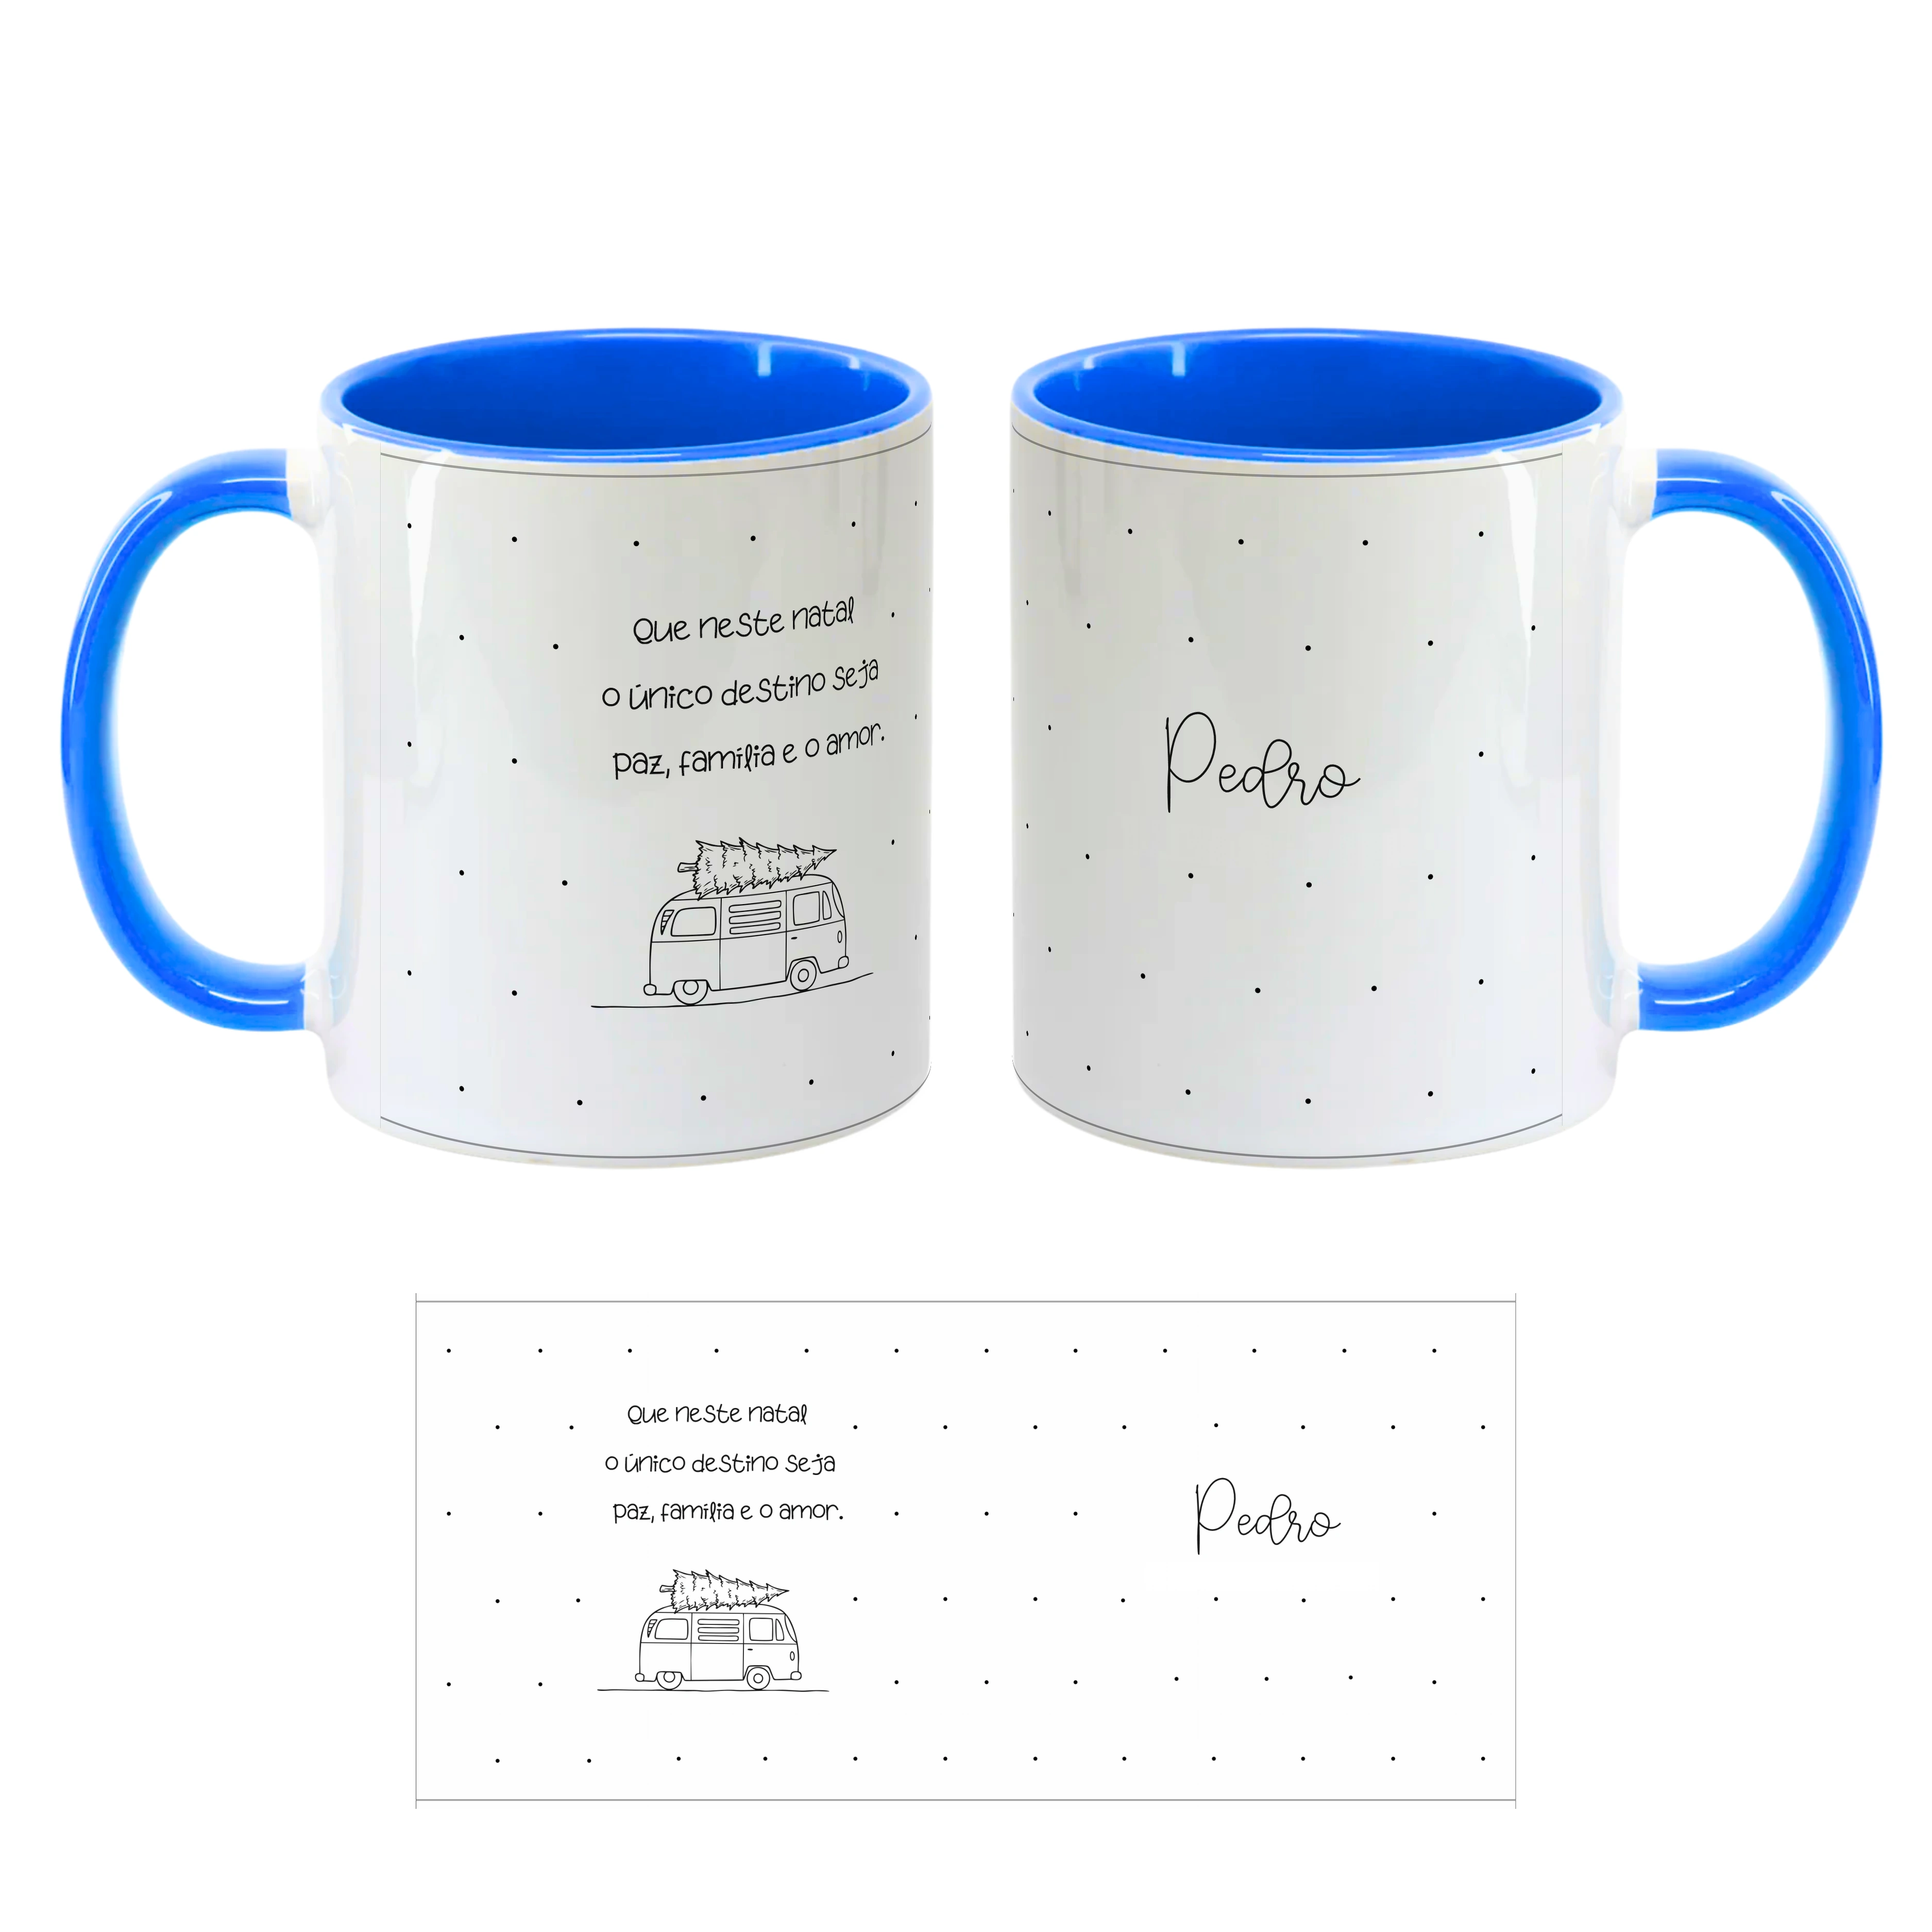 Que neste natal
o único destino seja
paz, família e o amor.
Pedro
Que neste natal
o único destino seja
paz, família e o amor.
Pedro